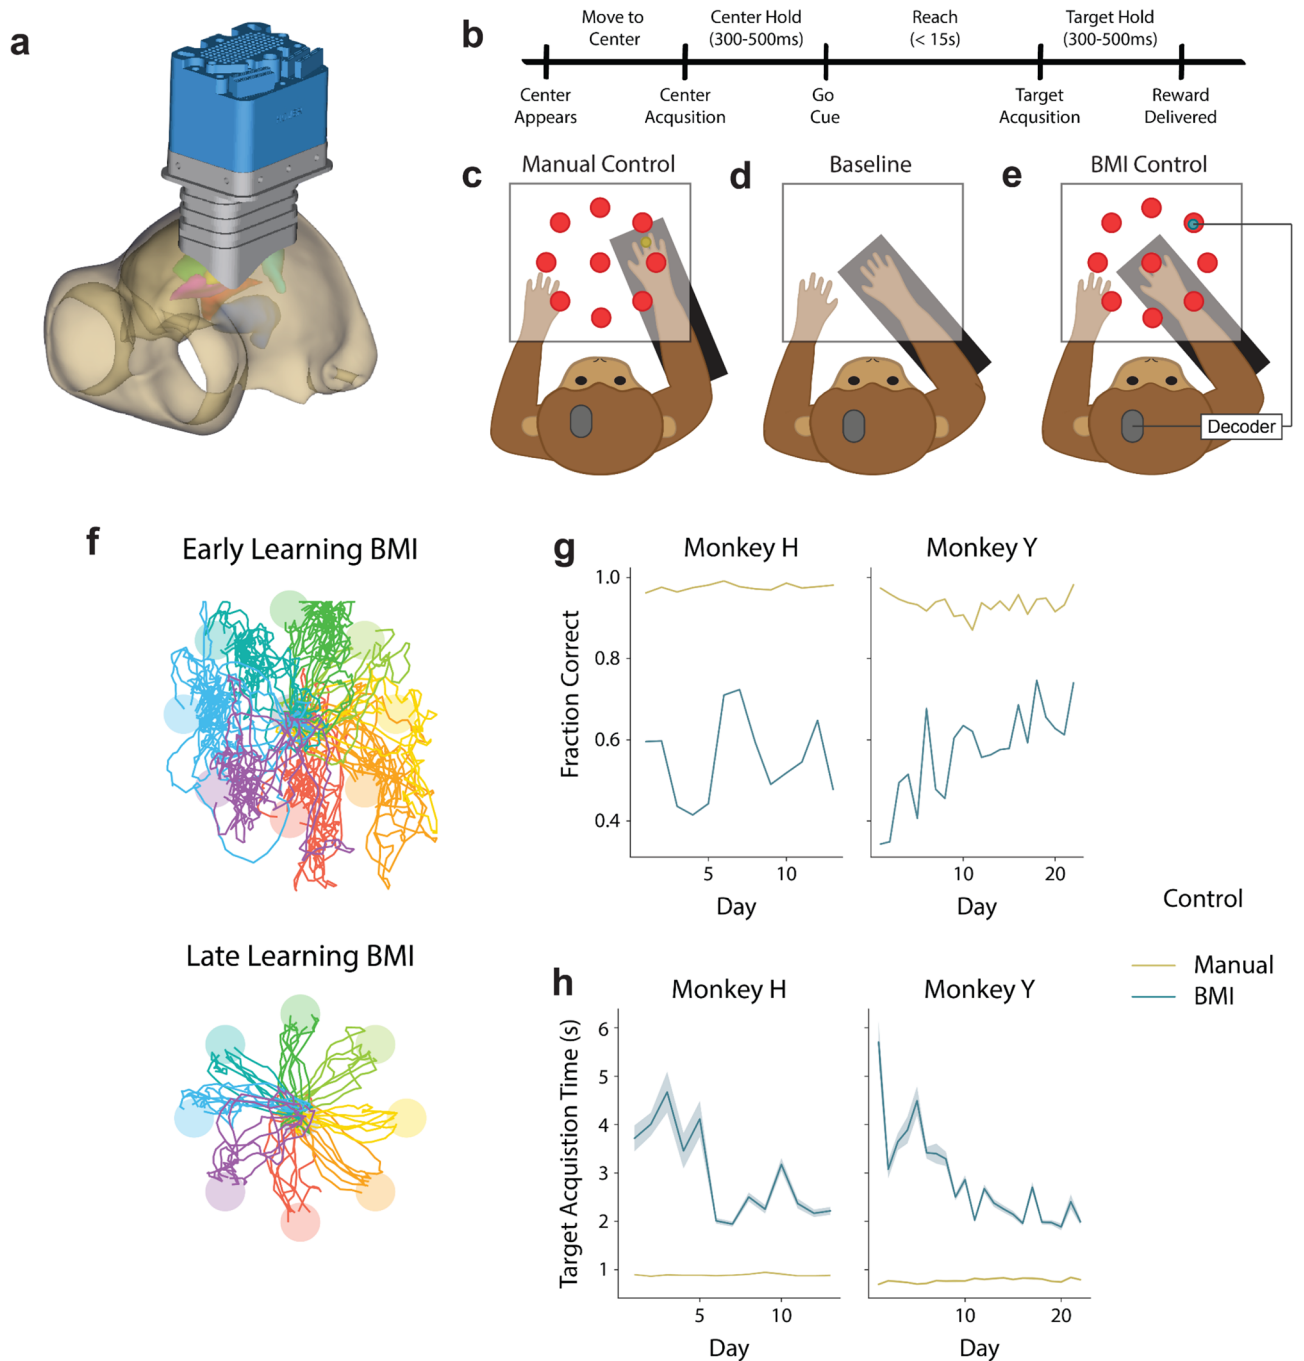 a
b
Move to
Center
Center Hold
(300-500ms)
Reach
(< 15s)
Target Hold
(300-500ms)
Center
Appears
Center
Acqusition
Go
Cue
Target
Acqusition
Reward
Delivered
c
Manual Control
d
Baseline
e
BMI Control
Decoder
f
Early Learning BMI
Late Learning BMI
g
Monkey H
Monkey Y
Fraction Correct
1.0
0.8
0.6
0.4
5
10
10
20
Day
Day
Control
Manual
BMI
h
Monkey H
Monkey Y
Target Acquistion Time (s)
6
5
4
3
2
1
5
10
10
20
Day
Day